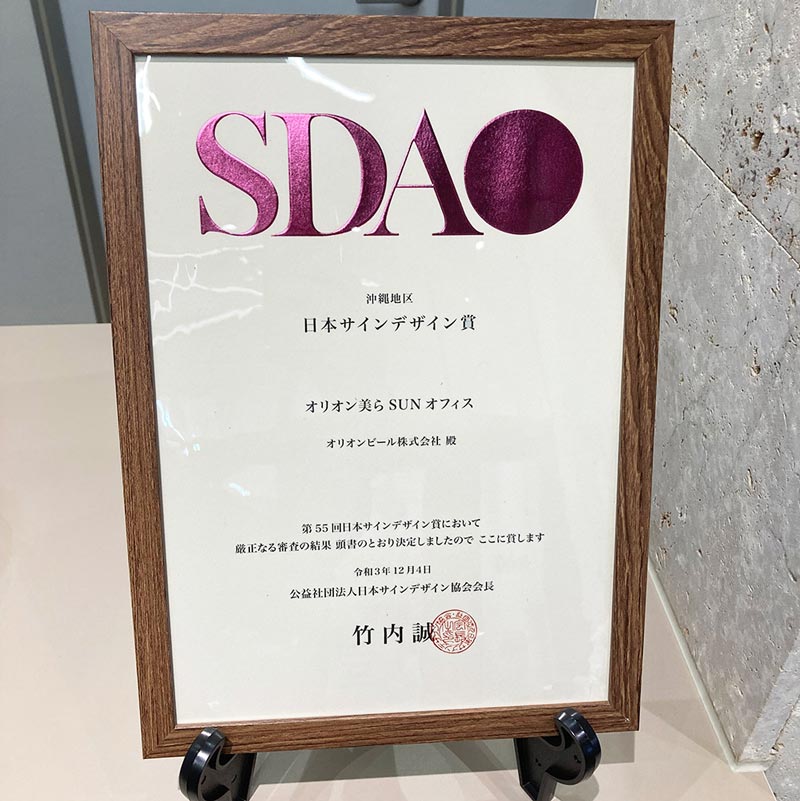 SDA
沖縄地区
日本サインデザイン賞
オリオン美らSUNオフィス
オリオンビール株式会社 殿
第55回日本サインデザイン賞において
厳正なる審査の結果 頭書のとおり決定しましたので ここに賞します
令和3年12月4日
公益社団法人日本サインデザイン協会会長
竹内誠